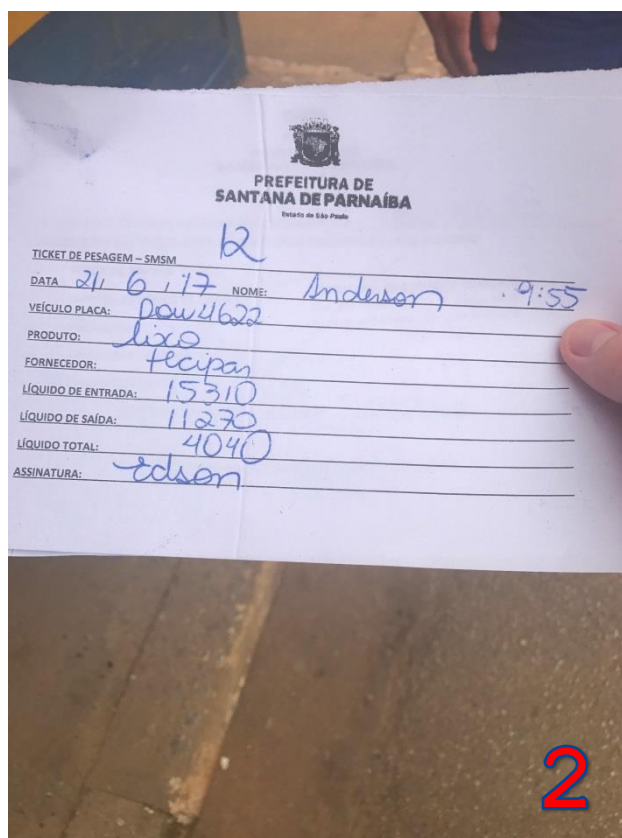 PREFEITURA DE
SANTANA DE PARNAÍBA
Estado de São Paulo
12
TICKET DE PESAGEM – SMSM
DATA 21, 6, 17 NOME: Anderson . 9:55
VEÍCULO PLACA: DOW4622
PRODUTO: lixo
FORNECEDOR: tecipar
LÍQUIDO DE ENTRADA: 15310
LÍQUIDO DE SAÍDA: 11270
LÍQUIDO TOTAL: 4040
ASSINATURA: Edson
2